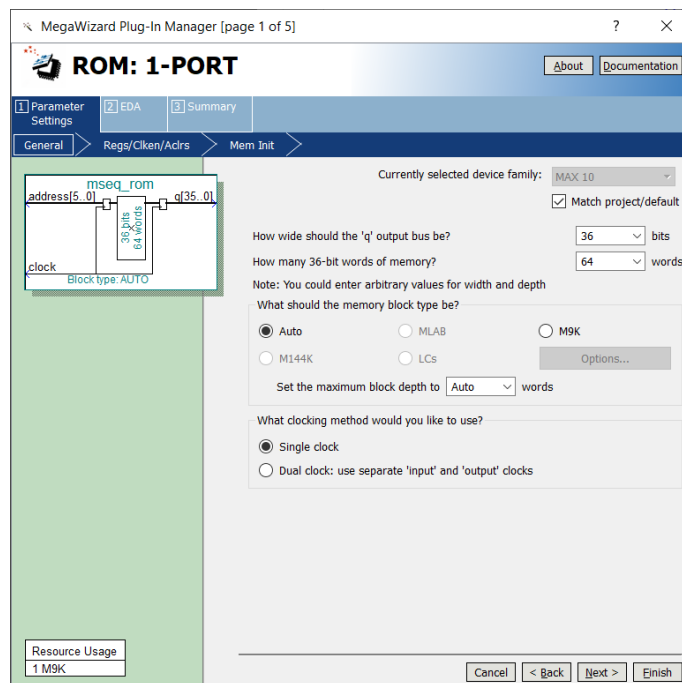 MegaWizard Plug-In Manager [page 1 of 5]
?
ROM: 1-PORT
About
Documentation
1 Parameter Settings
2 EDA
3 Summary
General
Regs/Clken/Aclrs
Mem Init
mseq_rom
address[5..0]
q[35..0]
36 bits
64 words
clock
Block type: AUTO
Currently selected device family:
MAX 10
Match project/default
How wide should the 'q' output bus be?
36
bits
How many 36-bit words of memory?
64
words
Note: You could enter arbitrary values for width and depth
What should the memory block type be?
Auto
MLAB
M9K
M144K
LCs
Options...
Set the maximum block depth to
Auto
words
What clocking method would you like to use?
Single clock
Dual clock: use separate 'input' and 'output' clocks
Resource Usage
1 M9K
Cancel
< Back
Next >
Finish